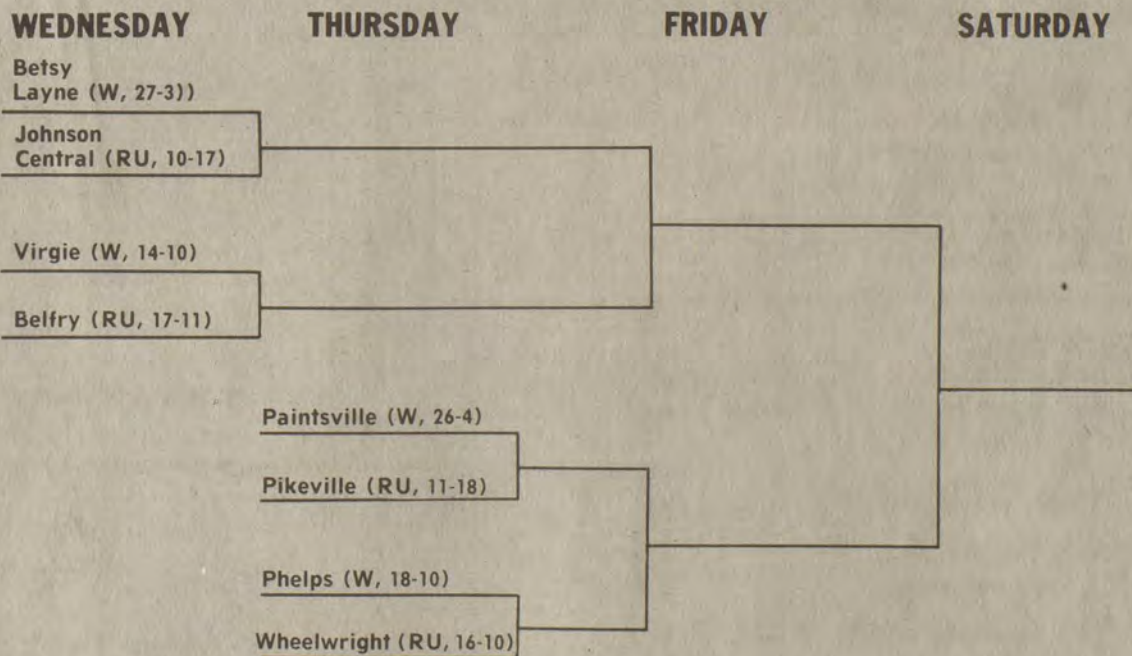 WEDNESDAY THURSDAY FRIDAY SATURDAY
Betsy
Layne (W, 27-3))
Johnson
Central (RU, 10-17)
Virgie (W, 14-10)
Belfry (RU, 17-11)
Paintsville (W, 26-4)
Pikeville (RU, 11-18)
Phelps (W, 18-10)
Wheelwright (RU, 16-10)